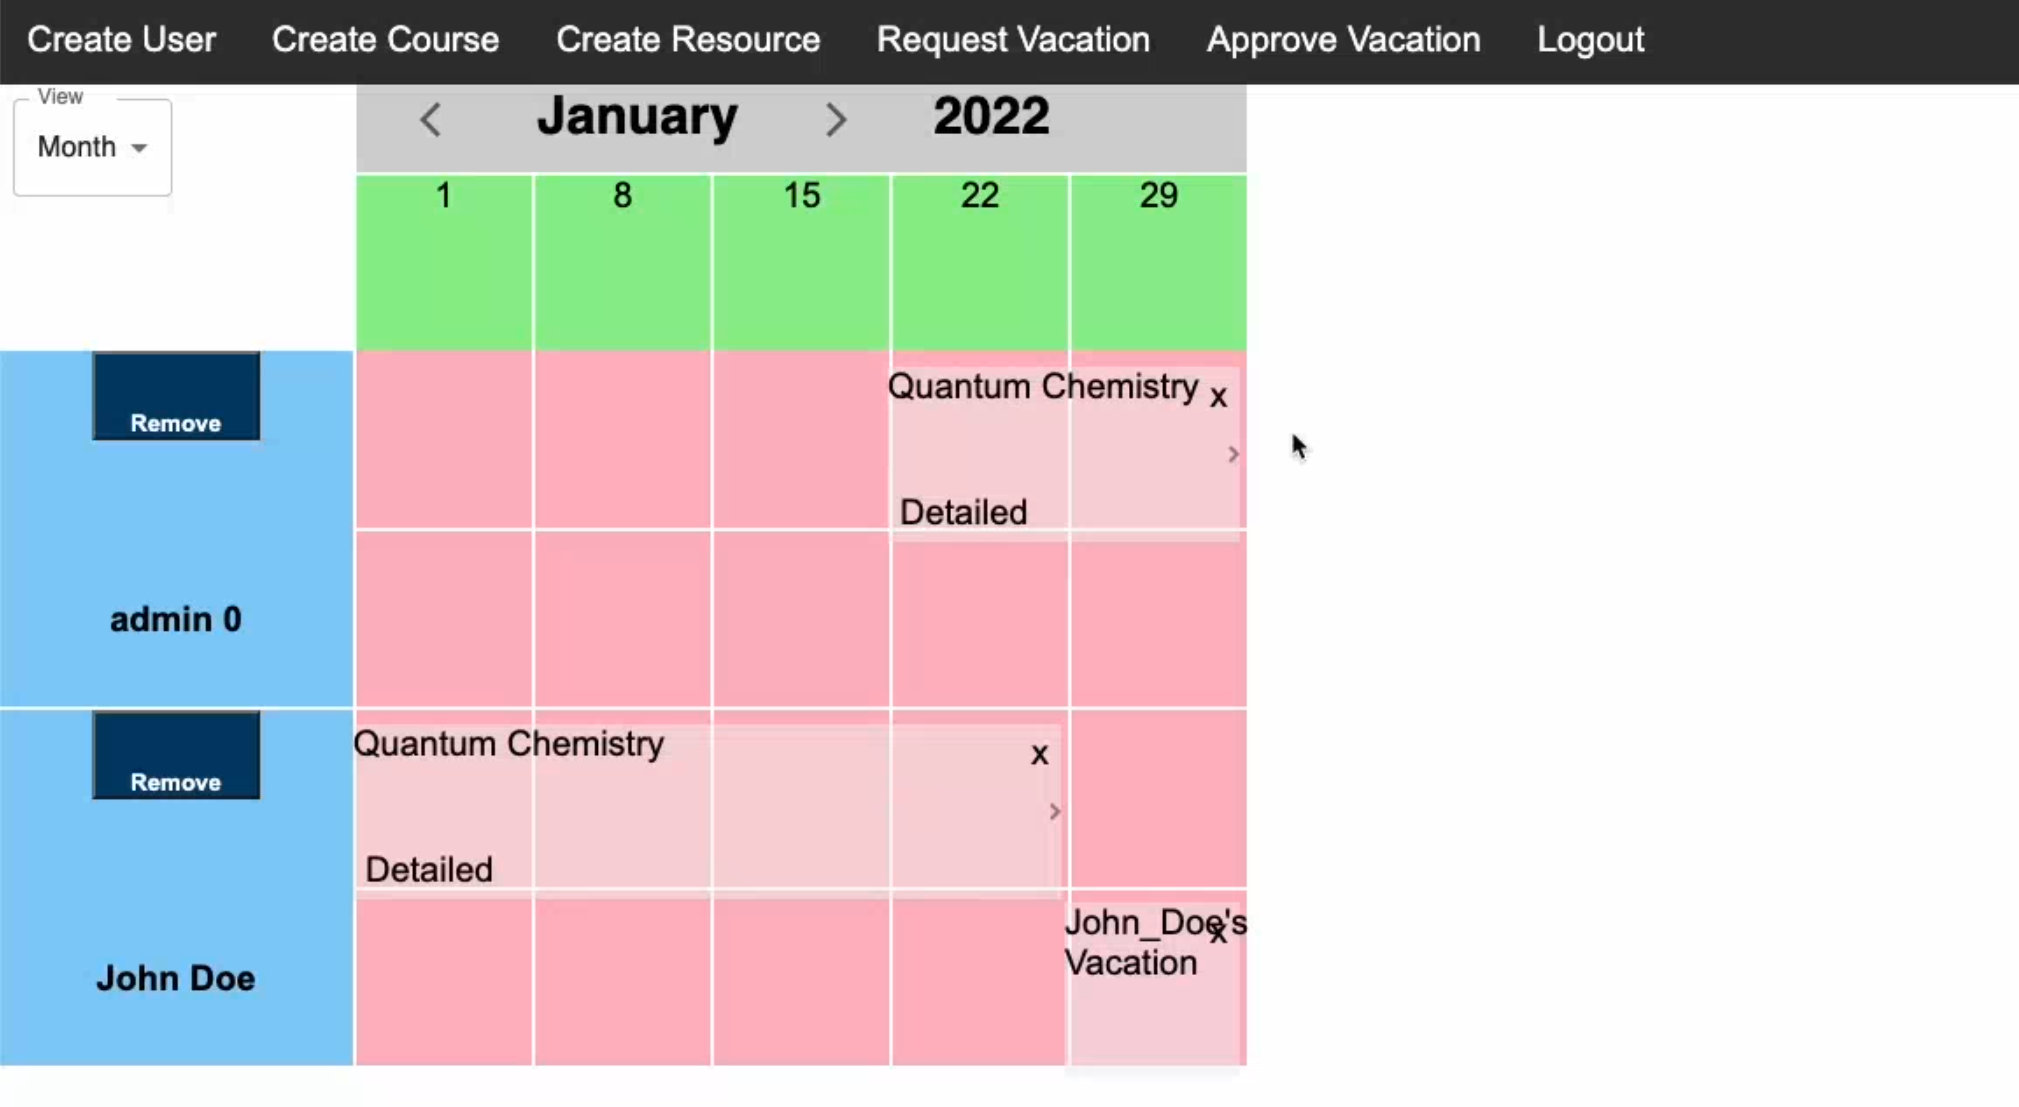 Create User Create Course Create Resource Request Vacation Approve Vacation Logout
View
Month
< January > 2022
1 8 15 22 29
Remove
Quantum Chemistry x
>
Detailed
admin 0
Remove
Quantum Chemistry x
>
Detailed
John Doe
John_Doe's x
Vacation